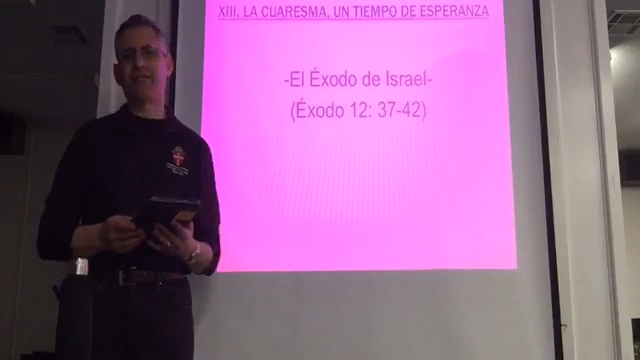 XIII. LA CUARESMA, UN TIEMPO DE ESPERANZA
-El Éxodo de Israel-
(Éxodo 12: 37-42)